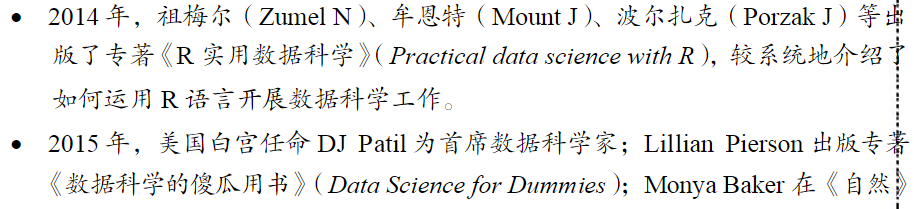 • 2014 年，祖梅尔（Zumel N）、牟恩特（Mount J）、波尔扎克（Porzak J）等出
版了专著《R 实用数据科学》（Practical data science with R），较系统地介绍了
如何运用 R 语言开展数据科学工作。
• 2015 年，美国白宫任命 DJ Patil 为首席数据科学家；Lillian Pierson 出版专著
《数据科学的傻瓜用书》（Data Science for Dummies）；Monya Baker 在《自然》